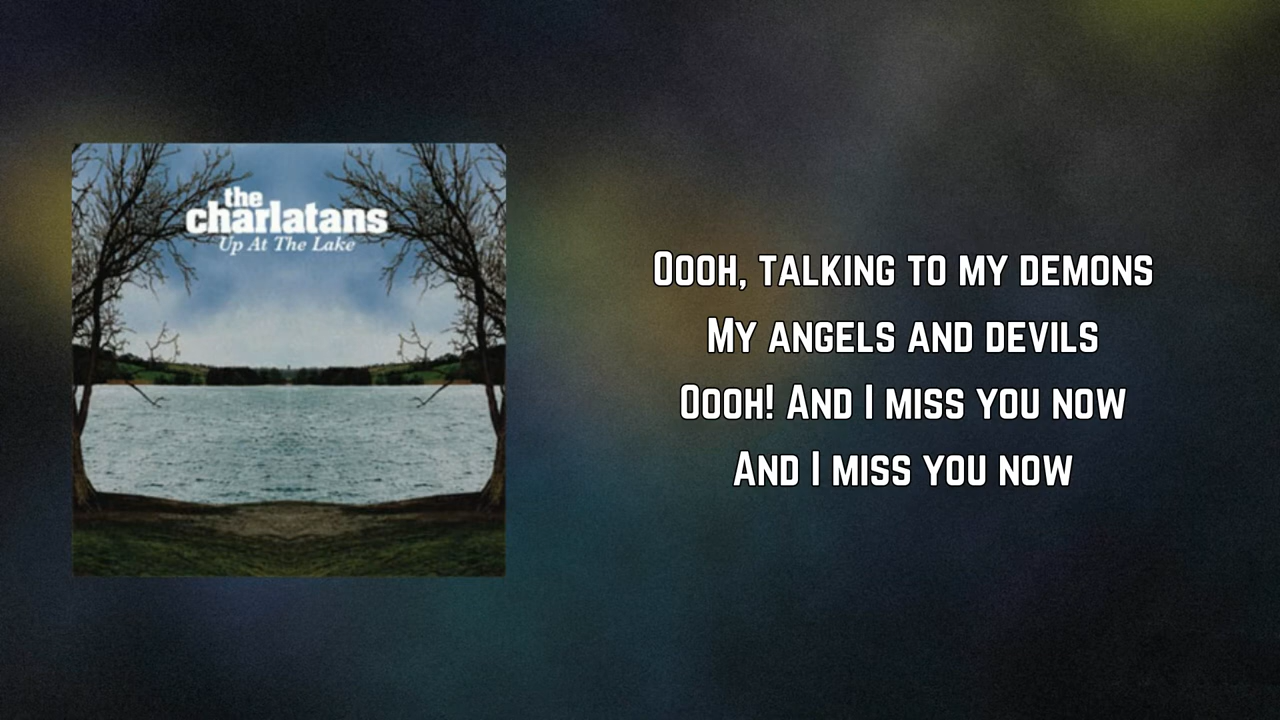 the
charlatans
Up At The Lake
Oooh, talking to my demons
My angels and devils
Oooh! And I miss you now
And I miss you now